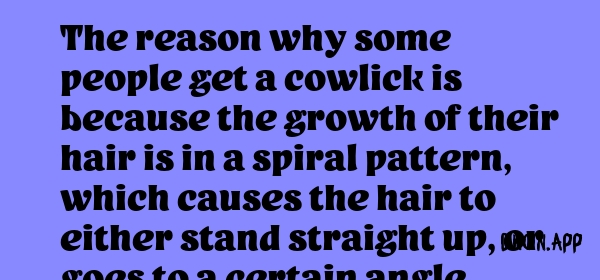 The reason why some
people get a cowlick is
because the growth of their
hair is in a spiral pattern,
which causes the hair to
either stand straight up, or
goes to a certain angle